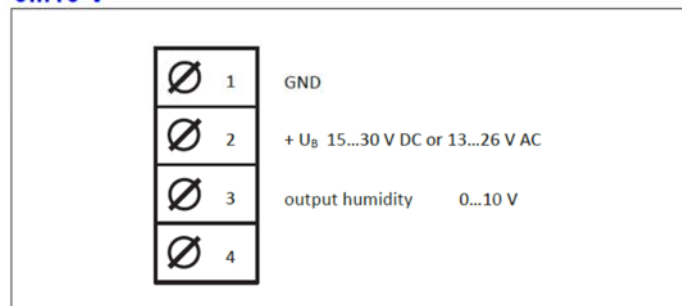 1 GND
2 + U_B 15...30 V DC or 13...26 V AC
3 output humidity 0...10 V
4